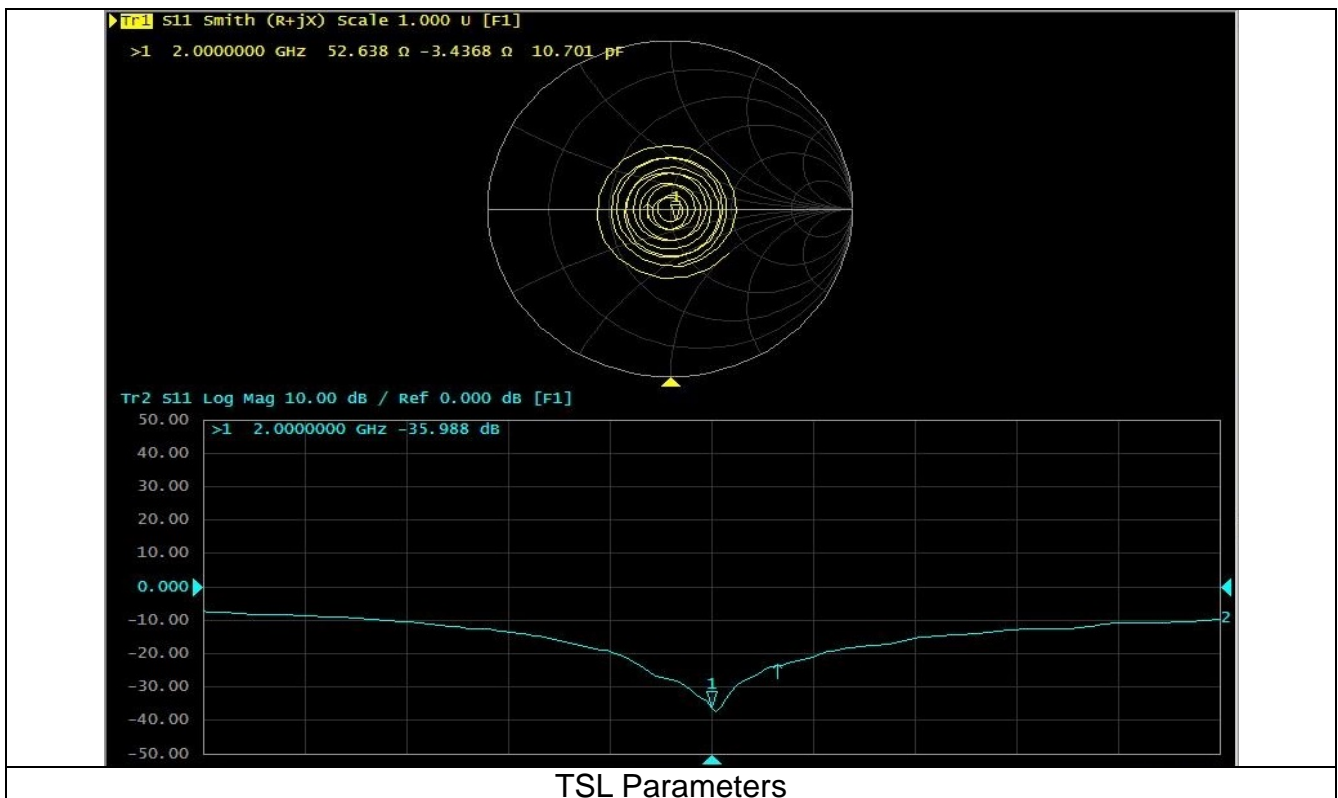 Tr1 S11 Smith (R+jX) Scale 1.000 U [F1]
>1 2.0000000 GHz 52.638 Ω -3.4368 Ω 10.701 pF
1
Tr2 S11 Log Mag 10.00 dB / Ref 0.000 dB [F1]
50.00
>1 2.0000000 GHz -35.988 dB
40.00
30.00
20.00
10.00
0.000
-10.00
2
-20.00
-30.00
1
-40.00
-50.00
TSL Parameters